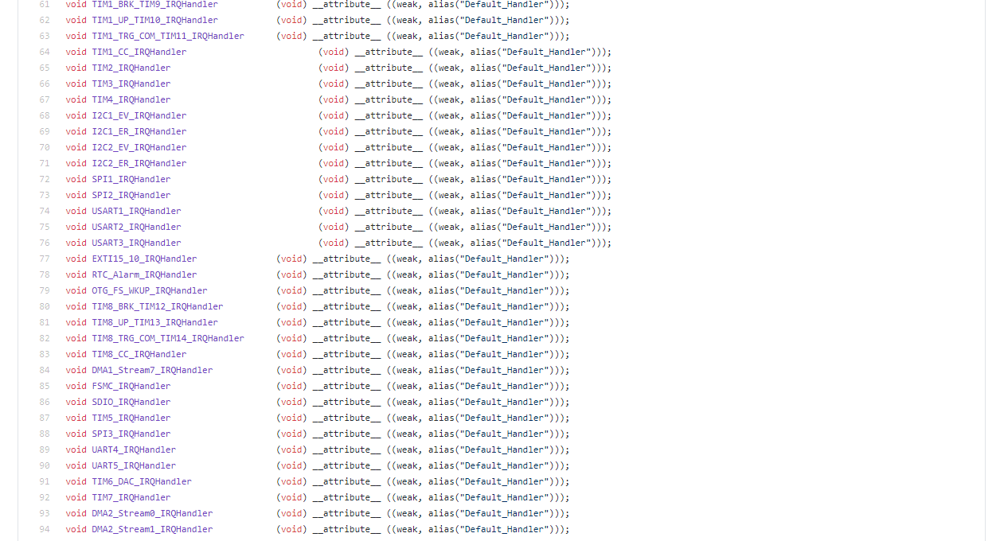 61 void TIM1_BRK_TIM9_IRQHandler (void) __attribute__ ((weak, alias("Default_Handler")));
62 void TIM1_UP_TIM10_IRQHandler (void) __attribute__ ((weak, alias("Default_Handler")));
63 void TIM1_TRG_COM_TIM11_IRQHandler (void) __attribute__ ((weak, alias("Default_Handler")));
64 void TIM1_CC_IRQHandler (void) __attribute__ ((weak, alias("Default_Handler")));
65 void TIM2_IRQHandler (void) __attribute__ ((weak, alias("Default_Handler")));
66 void TIM3_IRQHandler (void) __attribute__ ((weak, alias("Default_Handler")));
67 void TIM4_IRQHandler (void) __attribute__ ((weak, alias("Default_Handler")));
68 void I2C1_EV_IRQHandler (void) __attribute__ ((weak, alias("Default_Handler")));
69 void I2C1_ER_IRQHandler (void) __attribute__ ((weak, alias("Default_Handler")));
70 void I2C2_EV_IRQHandler (void) __attribute__ ((weak, alias("Default_Handler")));
71 void I2C2_ER_IRQHandler (void) __attribute__ ((weak, alias("Default_Handler")));
72 void SPI1_IRQHandler (void) __attribute__ ((weak, alias("Default_Handler")));
73 void SPI2_IRQHandler (void) __attribute__ ((weak, alias("Default_Handler")));
74 void USART1_IRQHandler (void) __attribute__ ((weak, alias("Default_Handler")));
75 void USART2_IRQHandler (void) __attribute__ ((weak, alias("Default_Handler")));
76 void USART3_IRQHandler (void) __attribute__ ((weak, alias("Default_Handler")));
77 void EXTI15_10_IRQHandler (void) __attribute__ ((weak, alias("Default_Handler")));
78 void RTC_Alarm_IRQHandler (void) __attribute__ ((weak, alias("Default_Handler")));
79 void OTG_FS_WKUP_IRQHandler (void) __attribute__ ((weak, alias("Default_Handler")));
80 void TIM8_BRK_TIM12_IRQHandler (void) __attribute__ ((weak, alias("Default_Handler")));
81 void TIM8_UP_TIM13_IRQHandler (void) __attribute__ ((weak, alias("Default_Handler")));
82 void TIM8_TRG_COM_TIM14_IRQHandler (void) __attribute__ ((weak, alias("Default_Handler")));
83 void TIM8_CC_IRQHandler (void) __attribute__ ((weak, alias("Default_Handler")));
84 void DMA1_Stream7_IRQHandler (void) __attribute__ ((weak, alias("Default_Handler")));
85 void FSMC_IRQHandler (void) __attribute__ ((weak, alias("Default_Handler")));
86 void SDIO_IRQHandler (void) __attribute__ ((weak, alias("Default_Handler")));
87 void TIM5_IRQHandler (void) __attribute__ ((weak, alias("Default_Handler")));
88 void SPI3_IRQHandler (void) __attribute__ ((weak, alias("Default_Handler")));
89 void UART4_IRQHandler (void) __attribute__ ((weak, alias("Default_Handler")));
90 void UART5_IRQHandler (void) __attribute__ ((weak, alias("Default_Handler")));
91 void TIM6_DAC_IRQHandler (void) __attribute__ ((weak, alias("Default_Handler")));
92 void TIM7_IRQHandler (void) __attribute__ ((weak, alias("Default_Handler")));
93 void DMA2_Stream0_IRQHandler (void) __attribute__ ((weak, alias("Default_Handler")));
94 void DMA2_Stream1_IRQHandler (void) __attribute__ ((weak, alias("Default_Handler")));